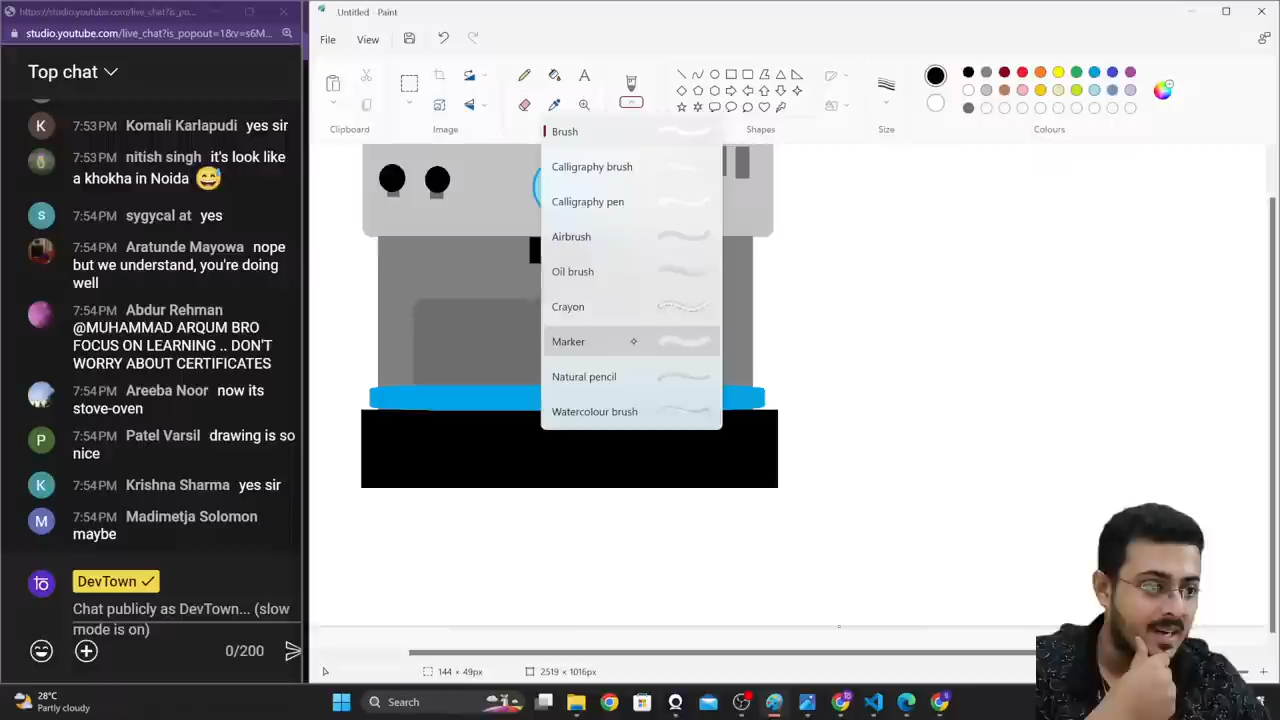 https://studio.youtube.com/live_chat?is_po...
studio.youtube.com/live_chat?is_popout=1&v=s6M...
Top chat
K 7:53 PM Komali Karlapudi yes sir
7:53 PM nitish singh it's look like
a khokha in Noida 😅
S 7:54 PM sygycal at yes
7:54 PM Aratunde Mayowa nope
but we understand, you're doing
well
7:54 PM Abdur Rehman
@MUHAMMAD ARQUM BRO
FOCUS ON LEARNING .. DON'T
WORRY ABOUT CERTIFICATES
7:54 PM Areeba Noor now its
stove-oven
P 7:54 PM Patel Varsil drawing is so
nice
K 7:54 PM Krishna Sharma yes sir
M 7:54 PM Madimetja Solomon
maybe
DevTown
Chat publicly as DevTown... (slow
mode is on)
0/200
Untitled - Paint
File View
A
Clipboard Image Shapes Size Colours
Brush
Calligraphy brush
Calligraphy pen
Airbrush
Oil brush
Crayon
Marker
Natural pencil
Watercolour brush
144 × 49px 2519 × 1016px
28°C
Partly cloudy
Search